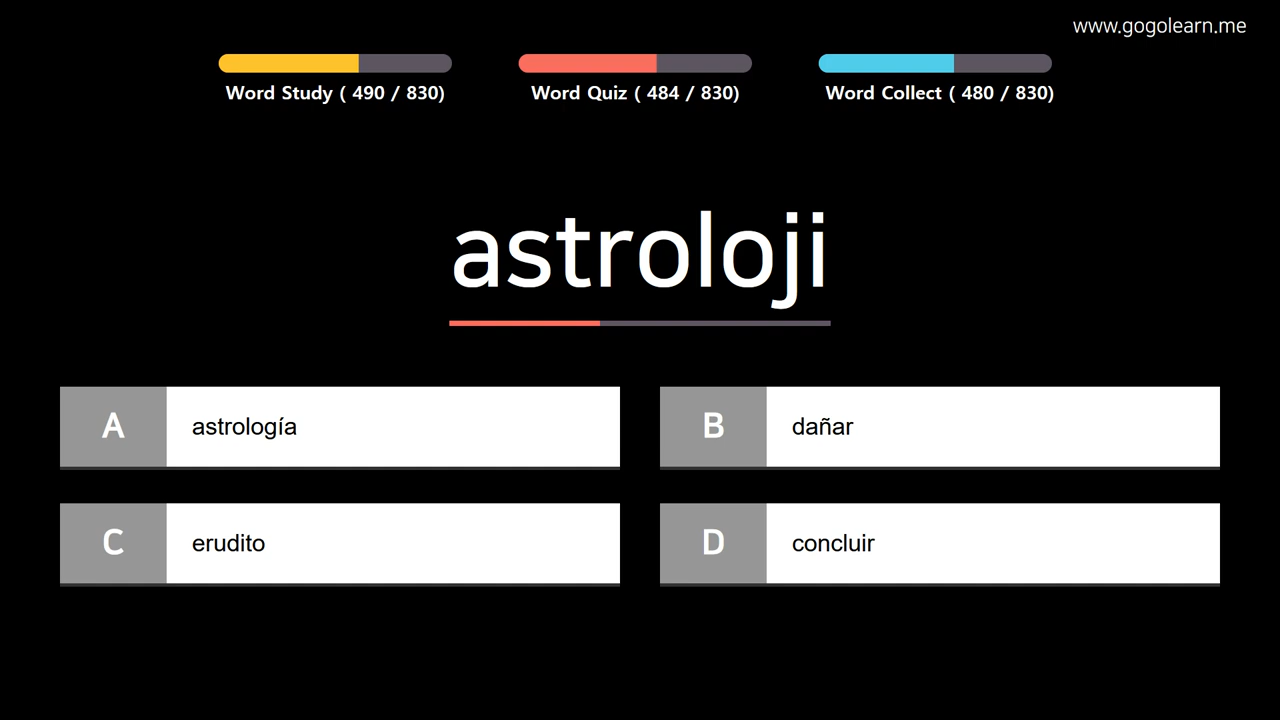 www.gogolearn.me
Word Study ( 490 / 830)
Word Quiz ( 484 / 830)
Word Collect ( 480 / 830)
astroloji
A astrología
B dañar
C erudito
D concluir